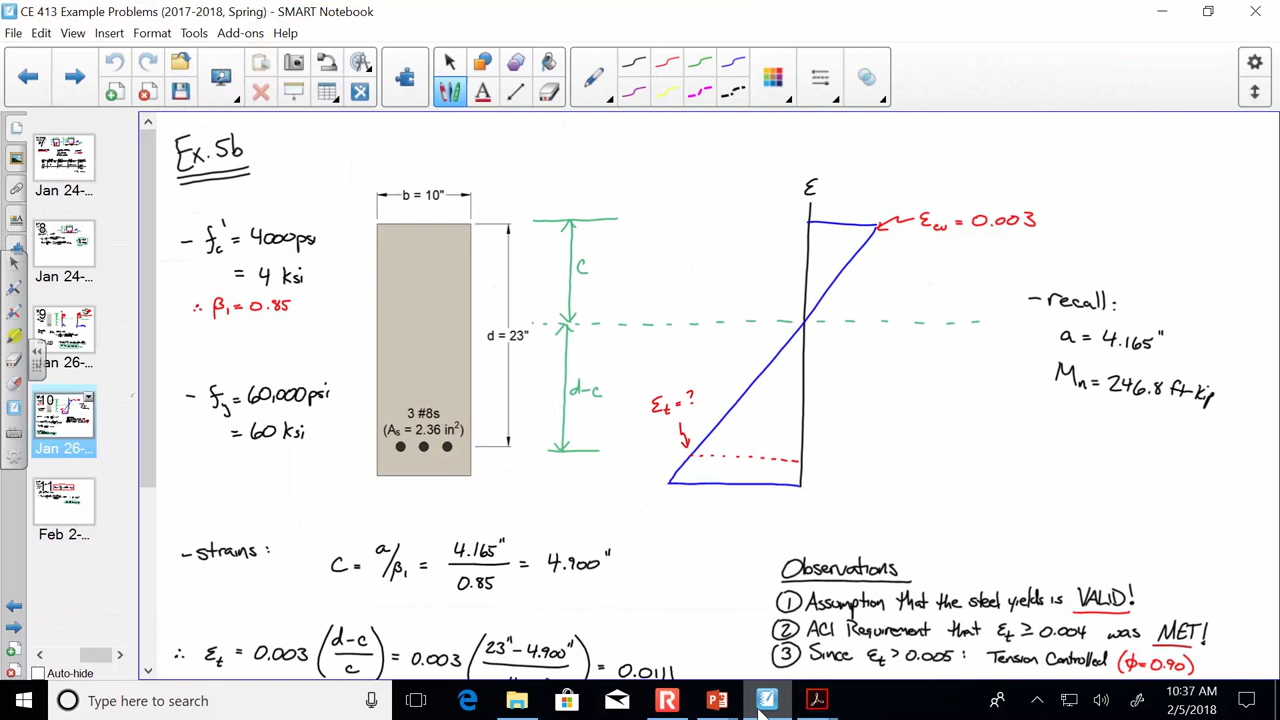 CE 413 Example Problems (2017-2018, Spring) - SMART Notebook
File Edit View Insert Format Tools Add-ons Help
Jan 24-
Jan 24-
Jan 26-
Jan 26-
Feb 2-
Auto-hide
Ex. 5b
- f'c = 4000 psi
= 4 ksi
∴ β₁ = 0.85
- fy = 60,000 psi
= 60 ksi
b = 10"
d = 23"
3 #8s
(As = 2.36 in²)
c
d-c
ε
εcu = 0.003
εt = ?
- recall:
a = 4.165"
Mn = 246.8 ft-kip
- strains:
C = a/β₁ = 4.165"/0.85 = 4.900"
∴ εt = 0.003 (d-c/c) = 0.003 (23" - 4.900" = 0.0111
Observations
① Assumption that the steel yields is VALID!
② ACI Requirement that εt ≥ 0.004 was MET!
③ Since εt > 0.005: Tension Controlled (ϕ=0.90)
Type here to search
10:37 AM
2/5/2018